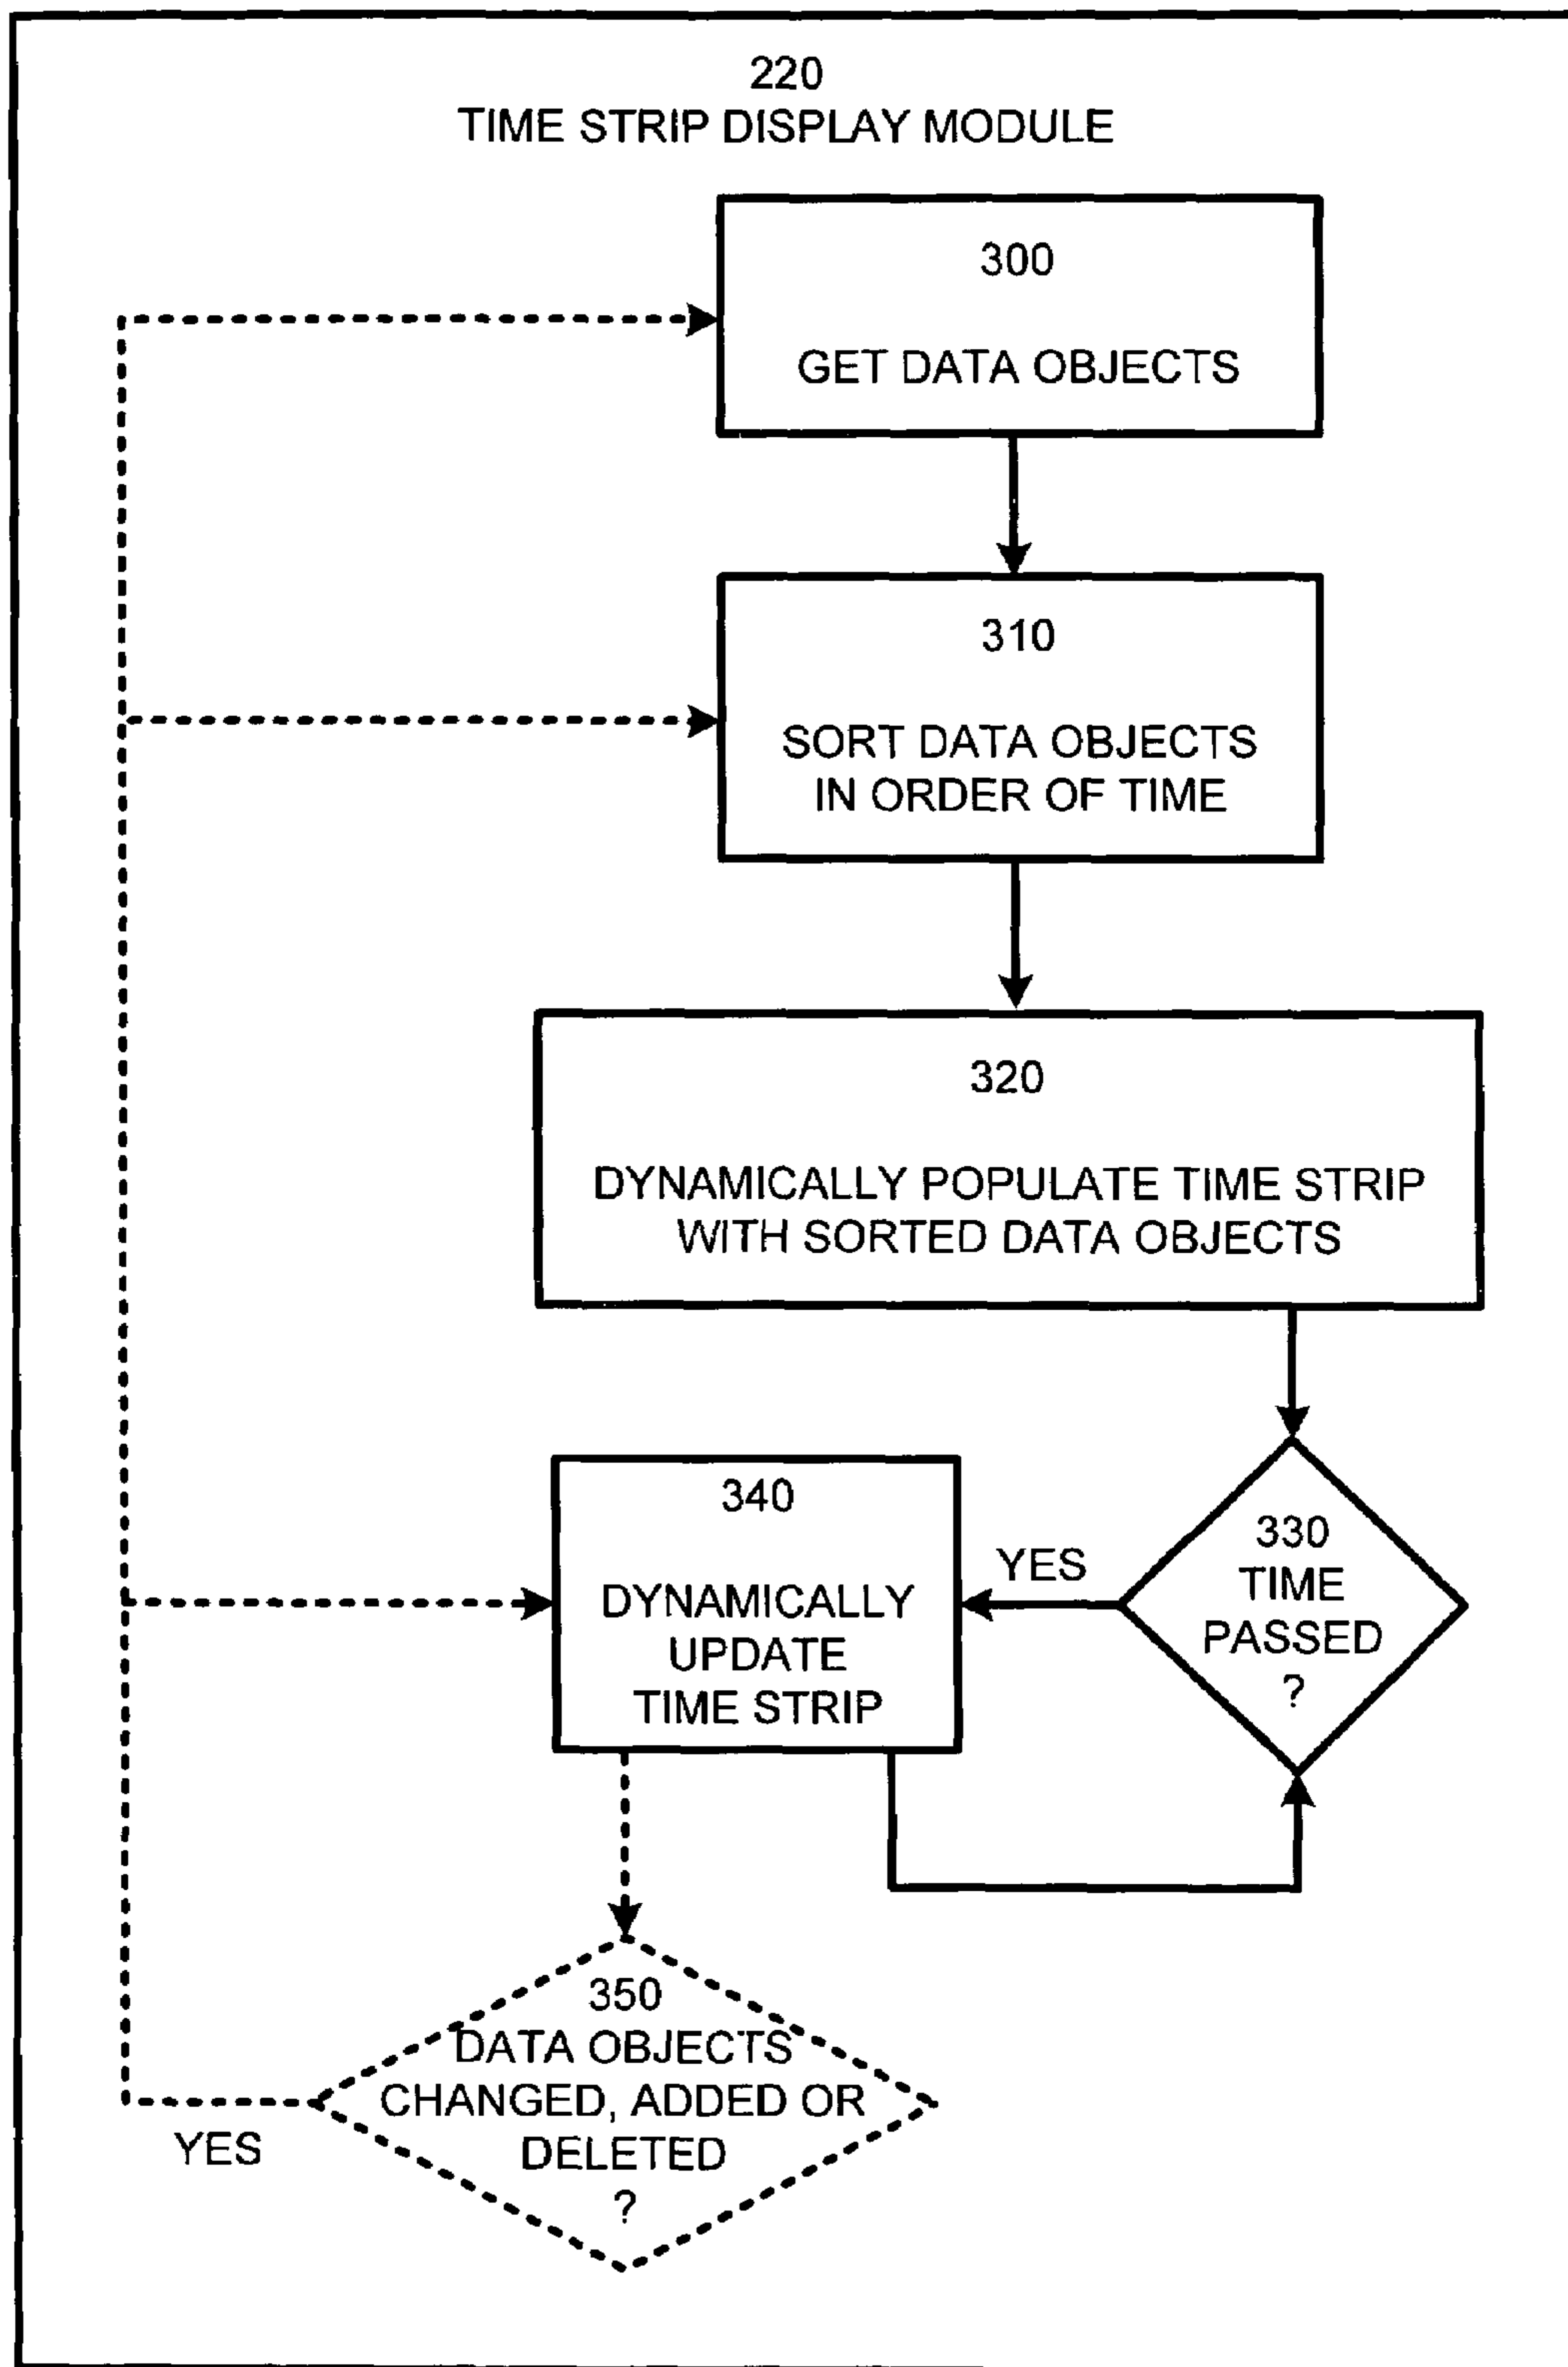 220
TIME STRIP DISPLAY MODULE
300
GET DATA OBJECTS
310
SORT DATA OBJECTS
IN ORDER OF TIME
320
DYNAMICALLY POPULATE TIME STRIP
WITH SORTED DATA OBJECTS
340
DYNAMICALLY
UPDATE
TIME STRIP
YES
330
TIME
PASSED
?
350
DATA OBJECTS
CHANGED, ADDED OR
DELETED
?
YES